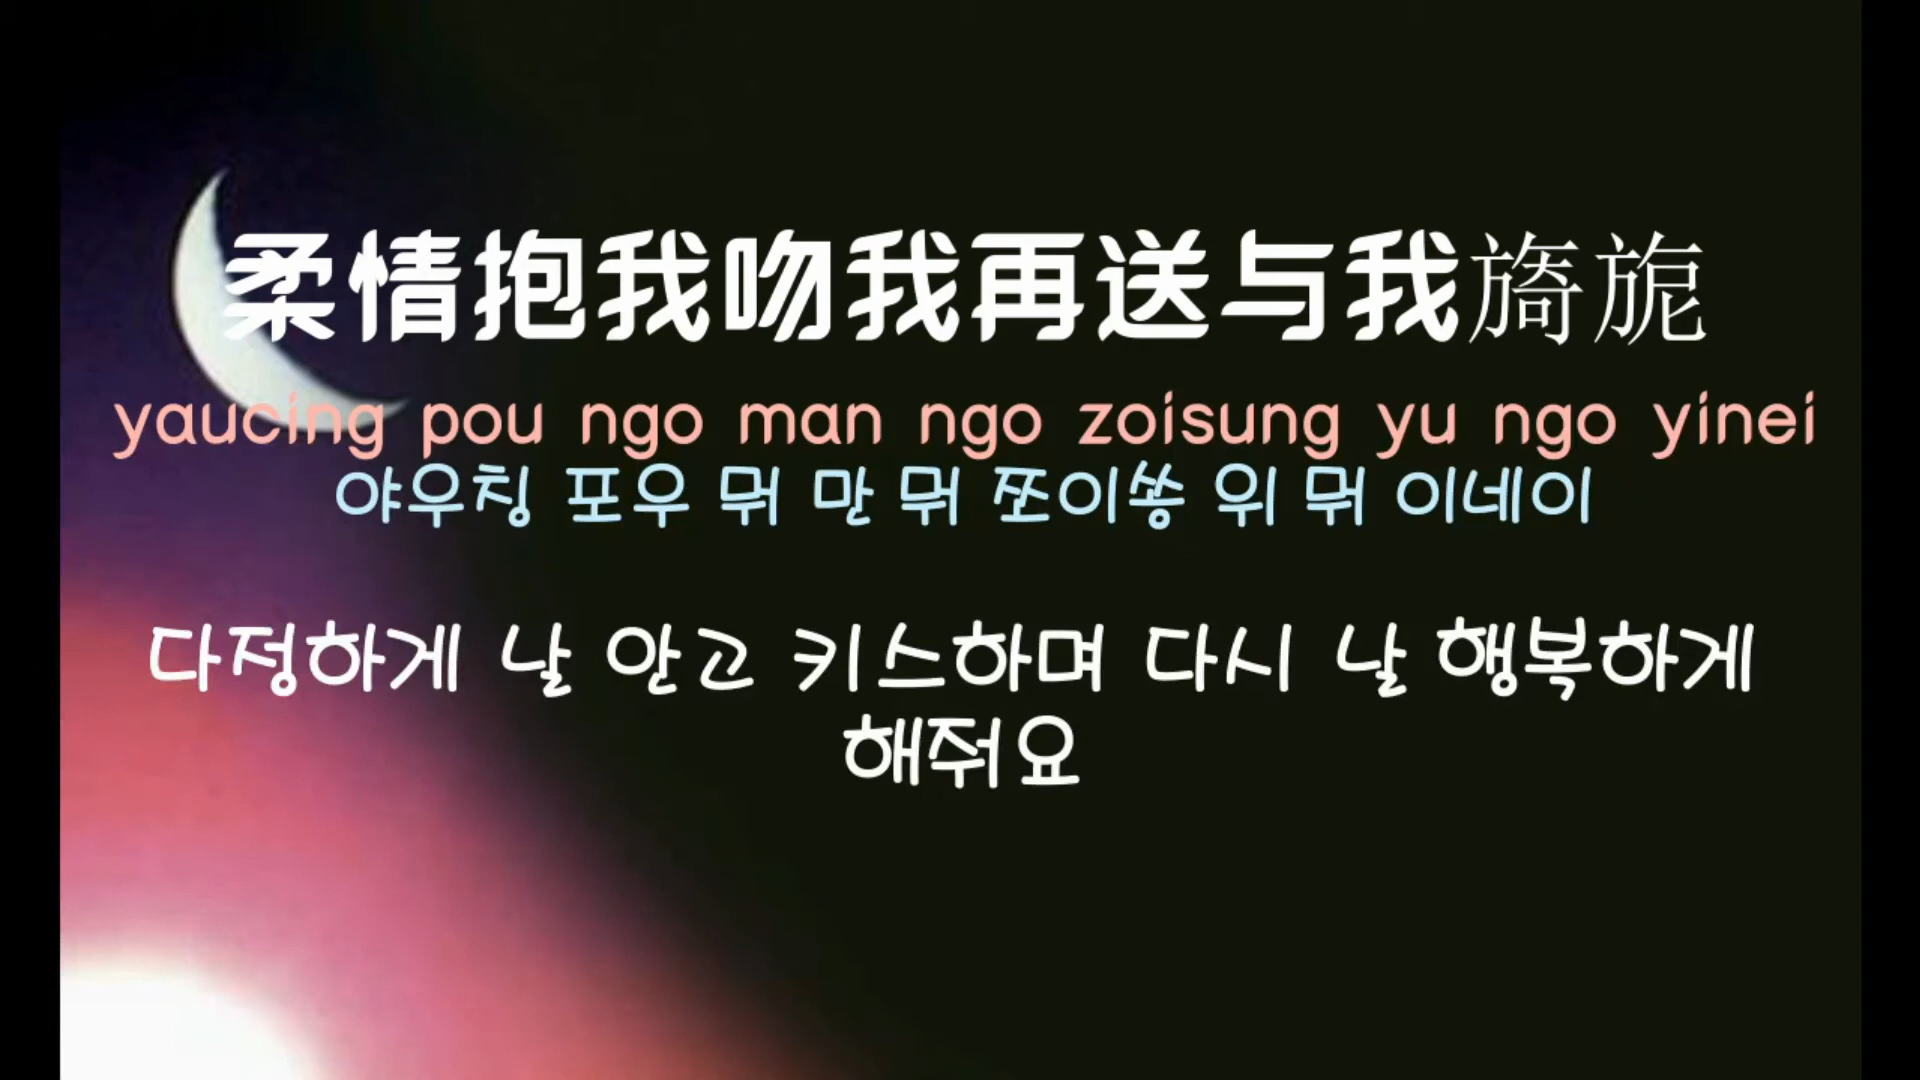 柔情抱我吻我再送与我旖旎
yaucing pou ngo man ngo zoisung yu ngo yinei
야우칭 포우 뭐 만 뭐 쪼이쏭 위 뭐 이네이
다정하게 날 안고 키스하며 다시 날 행복하게
해줘요